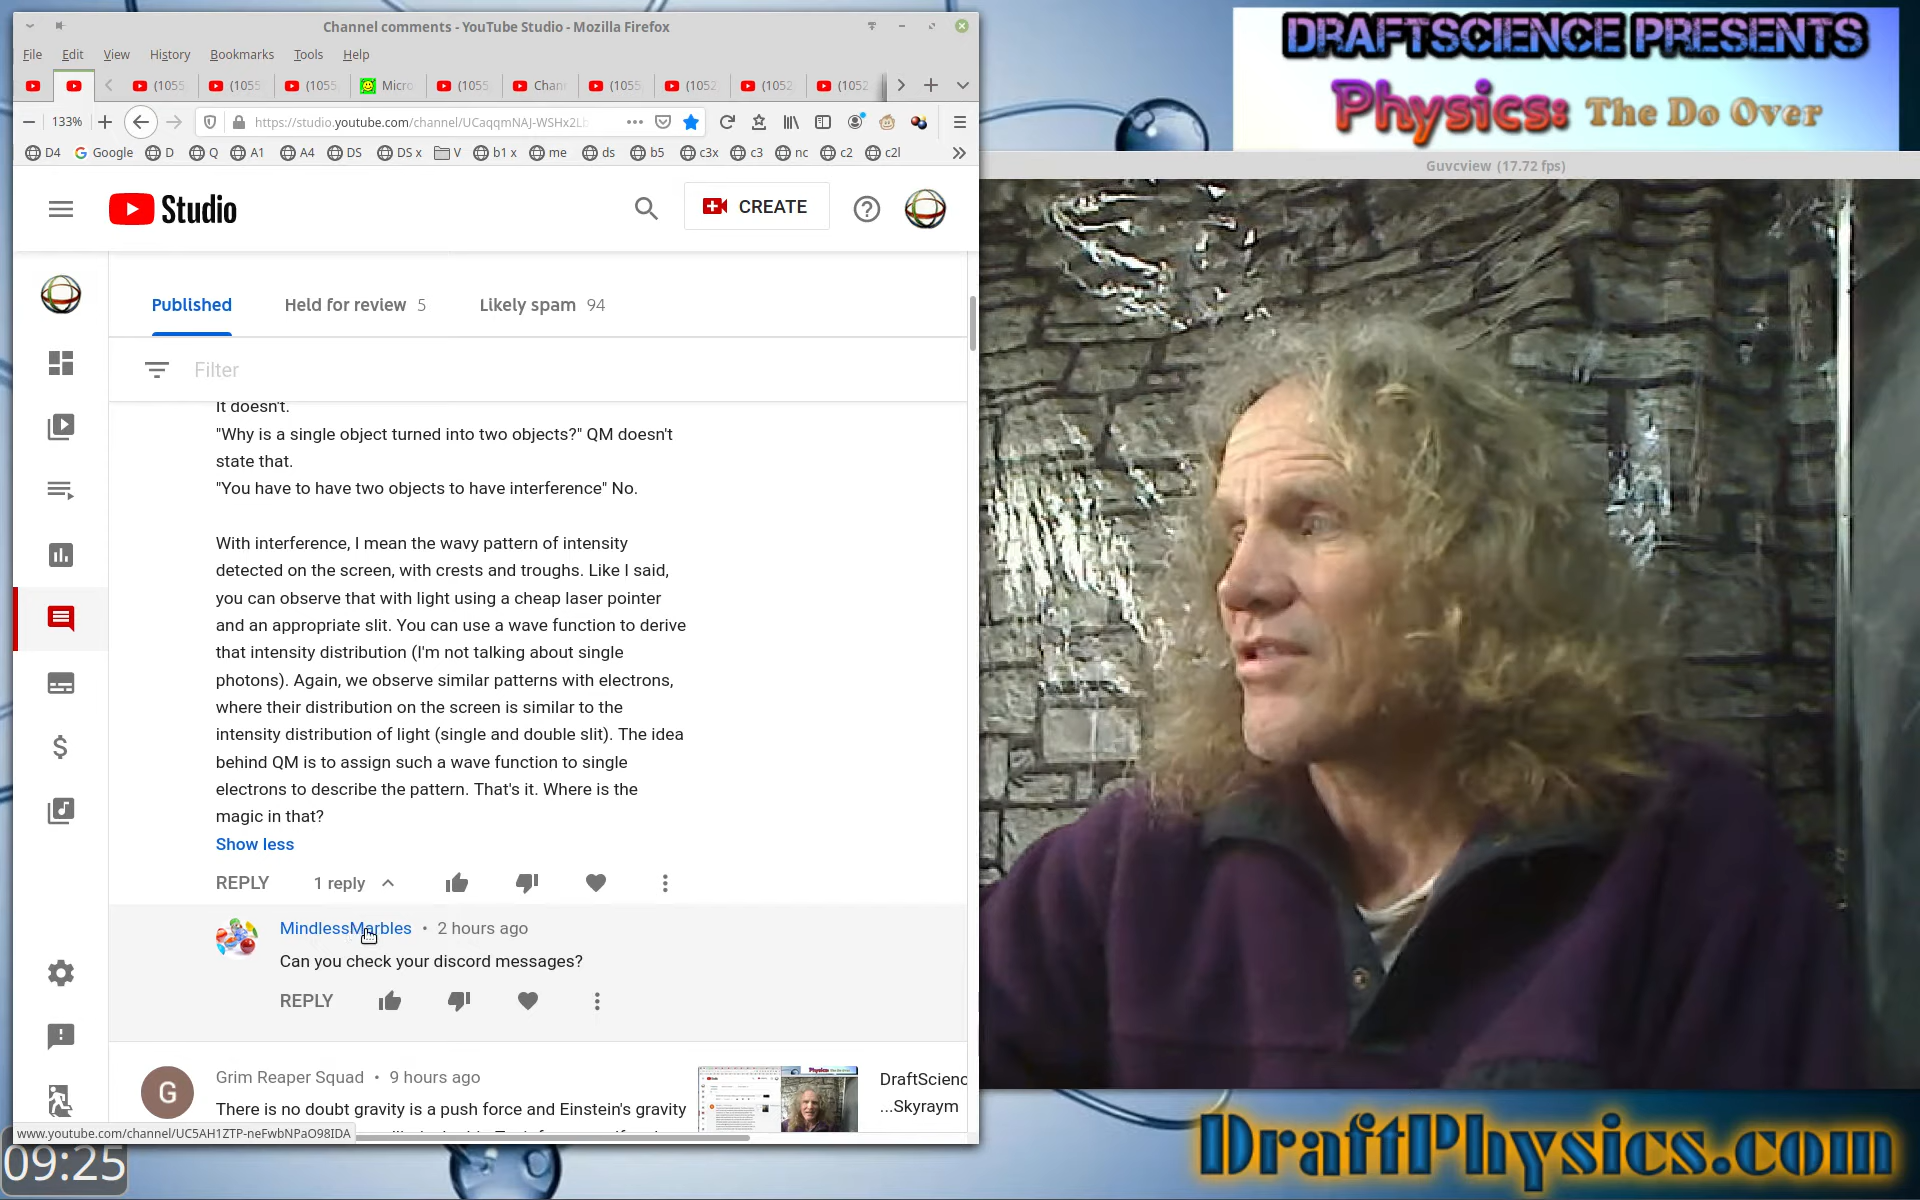 Channel comments - YouTube Studio - Mozilla Firefox
DRAFTSCIENCE PRESENTS
Physics: The Do Over
File Edit View History Bookmarks Tools Help
(1055 (1055 (1055 Micro (1055 Chan (1055 (1052 (1052 (1052
133% https://studio.youtube.com/channel/UCaqqmNAJ-WSHx2Lb
D4 Google D Q A1 A4 DS DS x V b1 x me ds b5 c3x c3 nc c2 c2l
Guvcview (17.72 fps)
Studio CREATE
Published Held for review 5 Likely spam 94
Filter
It doesn't.
"Why is a single object turned into two objects?" QM doesn't
state that.
"You have to have two objects to have interference" No.
With interference, I mean the wavy pattern of intensity
detected on the screen, with crests and troughs. Like I said,
you can observe that with light using a cheap laser pointer
and an appropriate slit. You can use a wave function to derive
that intensity distribution (I'm not talking about single
photons). Again, we observe similar patterns with electrons,
where their distribution on the screen is similar to the
intensity distribution of light (single and double slit). The idea
behind QM is to assign such a wave function to single
electrons to describe the pattern. That's it. Where is the
magic in that?
Show less
REPLY 1 reply
MindlessMarbles • 2 hours ago
Can you check your discord messages?
REPLY
G Grim Reaper Squad • 9 hours ago
There is no doubt gravity is a push force and Einstein's gravity
DraftScienc
...Skyraym
www.youtube.com/channel/UC5AH1ZTP-neFwbNPaO98IDA
09:25
DraftPhysics.com